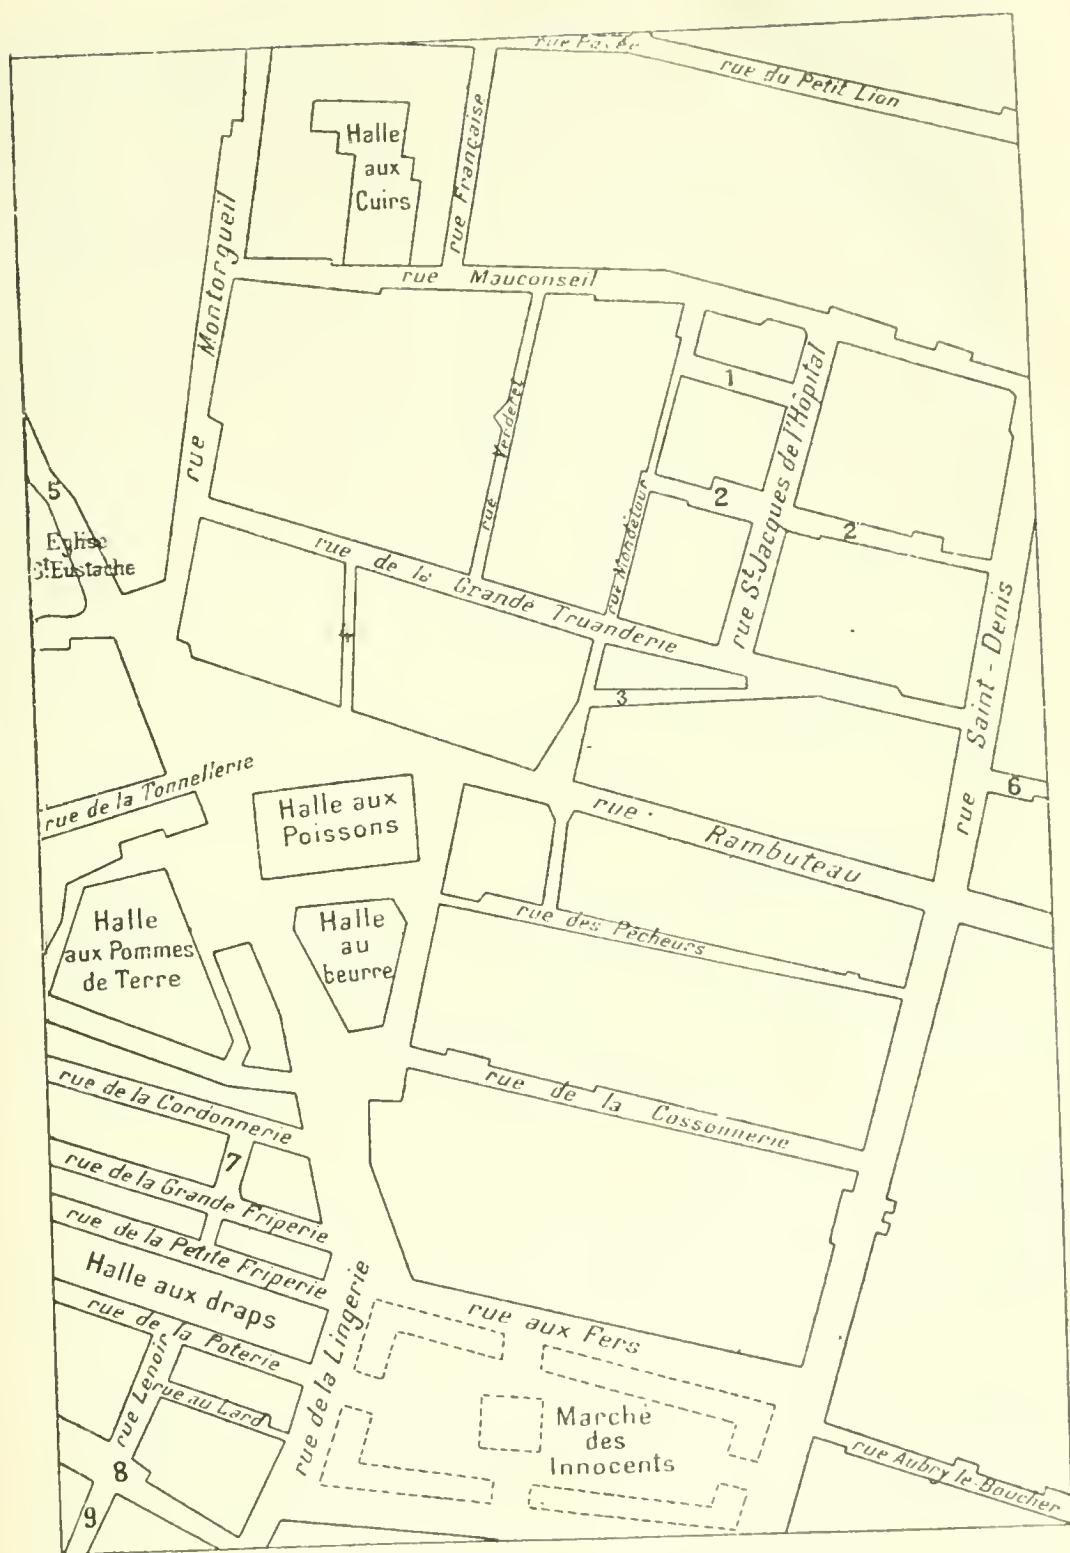 rue Pavée
rue du Petit Lion
Halle
aux
Cuirs
rue Française
rue Montorgueil
rue Mauconseil
1
rue St Jacques de l'Hôpital
rue Verderet
2
2
rue Mondétour
5
Eglise
St Eustache
rue de la Grande Truanderie
4
3
rue Saint-Denis
6
rue de la Tonnellerie
Halle aux
Poissons
rue Rambuteau
Halle
aux Pommes
de Terre
Halle
au
beurre
rue des Pêcheurs
rue de la Cordonnerie
rue de la Cossonnerie
7
rue de la Grande Friperie
rue de la Petite Friperie
Halle aux draps
rue de la Poterie
rue de la Lingerie
rue aux Fers
rue Lenoir
rue au Lard
Marché
des
Innocents
rue Aubry-le-Boucher
8
9